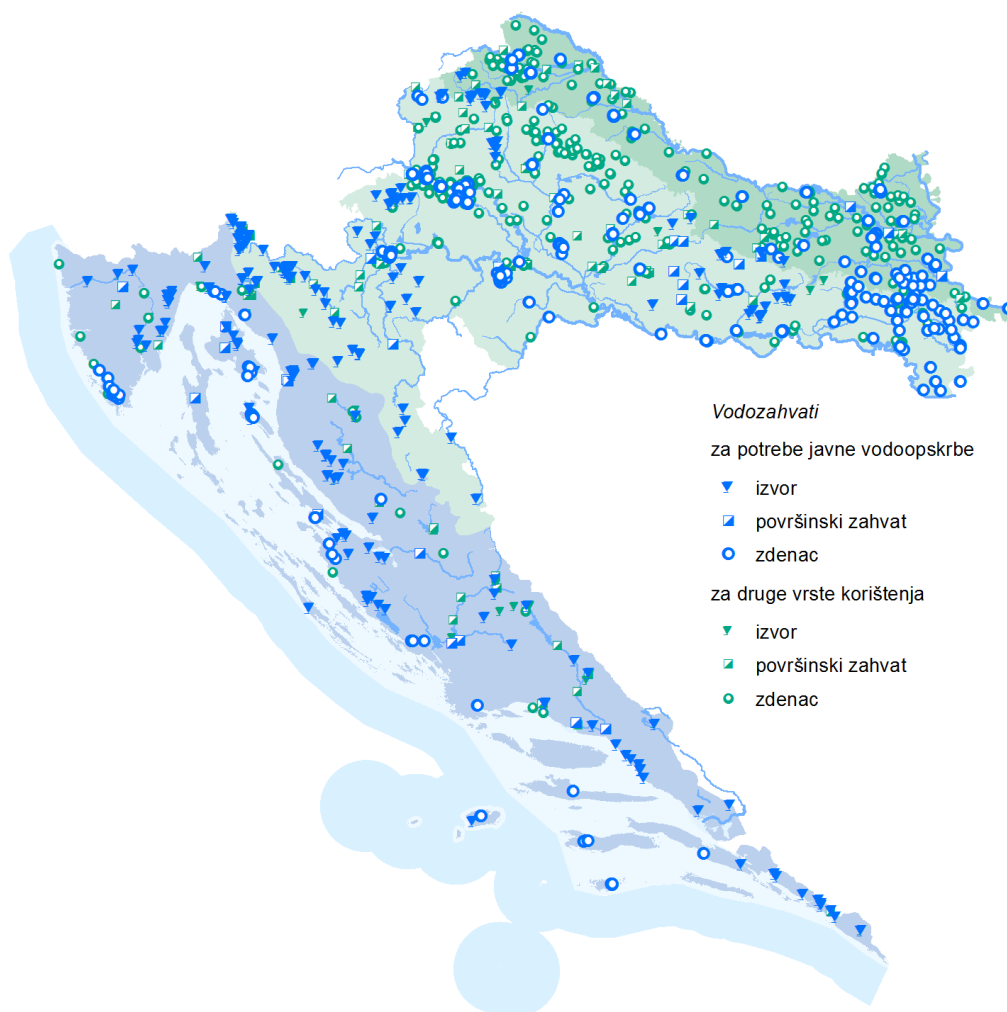 Vodozahvati
za potrebe javne vodoopskrbe
izvor
površinski zahvat
zdenac
za druge vrste korištenja
izvor
površinski zahvat
zdenac